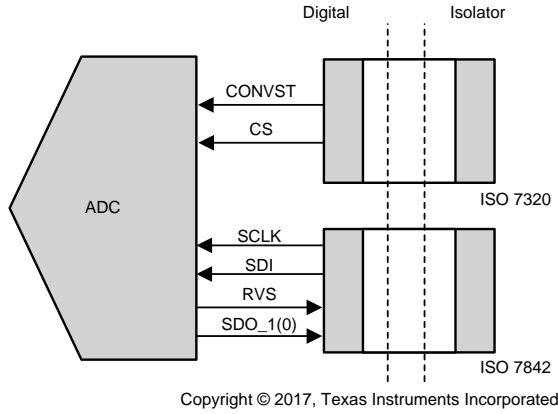 Digital Isolator
CONVST
CS
ISO 7320
ADC
SCLK
SDI
RVS
SDO_1(0)
ISO 7842
Copyright © 2017, Texas Instruments Incorporated